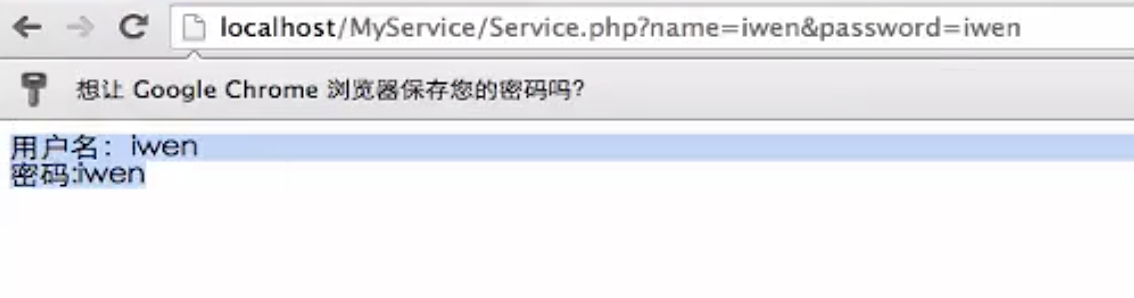 localhost/MyService/Service.php?name=iwen&password=iwen
想让 Google Chrome 浏览器保存您的密码吗?
用户名：iwen
密码:iwen